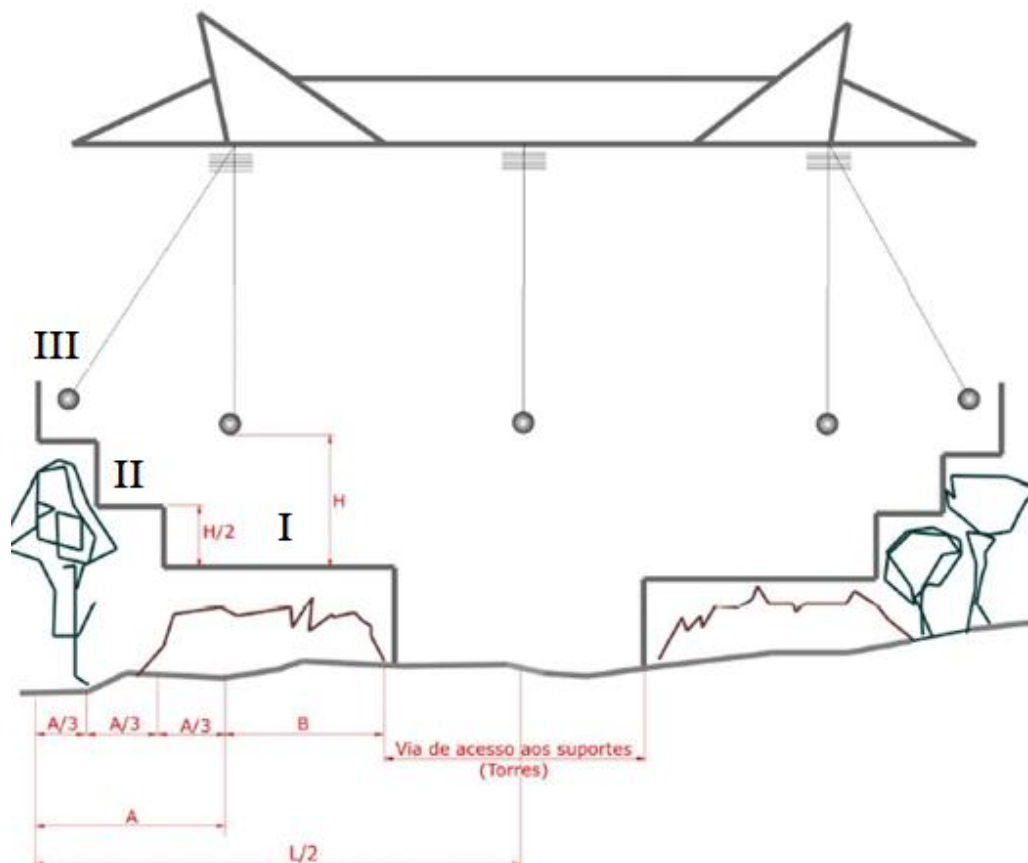 III
II
H
H/2
I
A/3
A/3
A/3
B
Via de acesso aos suportes
(Torres)
A
L/2